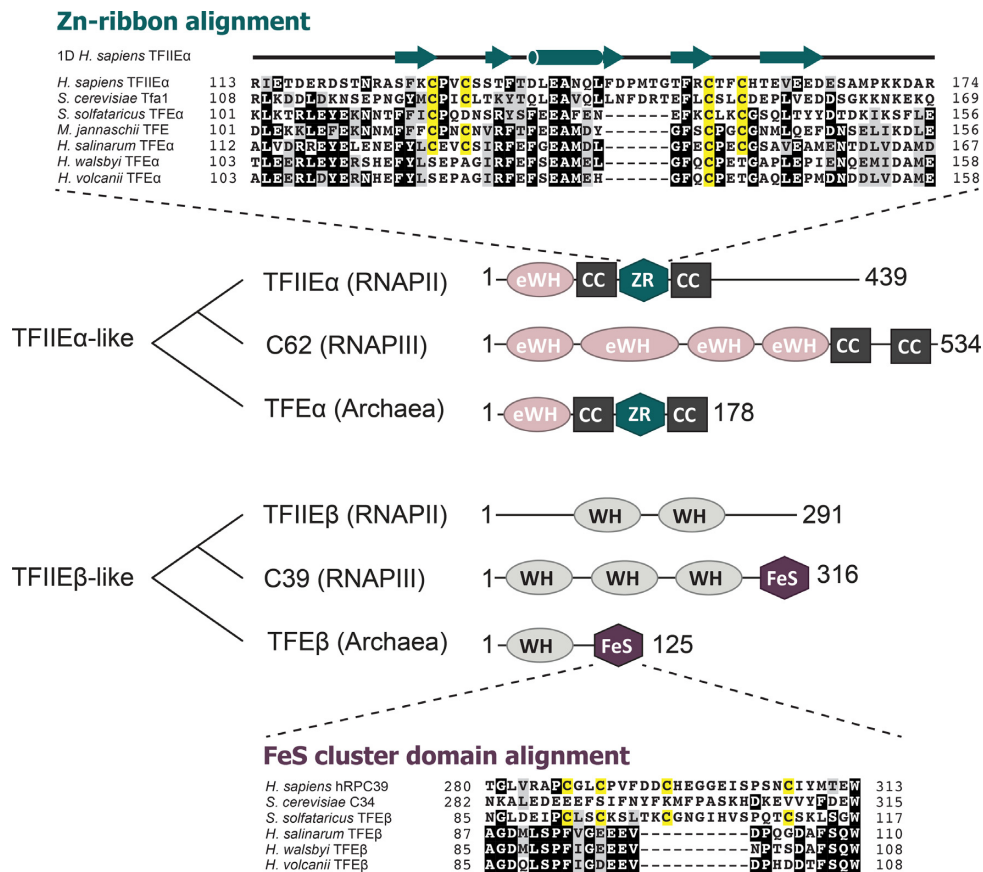 Zn-ribbon alignment
1D H. sapiens TFIIEα
H. sapiens TFIIEα 113 RIETDERDSTNRASFKCPVCSSTFTDLEANQLFDPMTGTFRCTFCHTEVEEDESAMPKKDAR 174
S. cerevisiae Tfa1 108 RLKDDLDKNSEPNGYMCPICLTKYTQLEAVQLLNFDRTEFLCSLCDEPLVEDDSGKKNKEKQ 169
S. solfataricus TFEα 101 KLKTRLEYEKNNTFFICPQDNSRYSFEEAFEN------EFKCLKCGSQLTYYDTDKIKSFLE 156
M. jannaschii TFE 101 DLEKKLEFEKNNMFFFCPNCNVRFTFEEAMDY------GFSCPGCGNMLQEYDNSELISDLE 156
H. salinarum TFEα 112 ALVDRREYELENEFYLCEVCSVRFEFGEAMDF------GFECPECGSAVEAMENTDLVDAME 167
H. walsbyi TFEα 103 TLEERLEYERSHEFYLSEPAGIRFEFSEAMEH------GFQCPETGAPLEPIENQEMIDAME 158
H. volcanii TFEα 103 ALEERLDYERNHEFYLSEPAGIRFEFSEAMEH------GFQCPETGAQLEPMDNDDLVDAME 158
TFIIEα-like
TFIIEα (RNAPII) 1 eWH CC ZR CC 439
C62 (RNAPIII) 1 eWH eWH eWH eWH CC CC 534
TFEα (Archaea) 1 eWH CC ZR CC 178
TFIIEβ-like
TFIIEβ (RNAPII) 1 WH WH 291
C39 (RNAPIII) 1 WH WH WH FeS 316
TFEβ (Archaea) 1 WH FeS 125
FeS cluster domain alignment
H. sapiens hRPC39 280 TGLVRAPCGLCPVFDDCHEGGEISPSNCIYMTEW 313
S. cerevisiae C34 282 NKALEDEEEFSIFNYFKMFPASKHDKEVVYFDEW 315
S. solfataricus TFEβ 85 NGLDEIPCLSCKSLTKCGNGIHVSPQTCSKLSGW 117
H. salinarum TFEβ 87 AGDMLSPFVGEEEV----------DPQGDAFSQW 110
H. walsbyi TFEβ 85 AGDMLSPFIGEEEV----------NPTSDAFSQW 108
H. volcanii TFEβ 85 AGDQLSPFIGDEEV----------DPHDDTFSQW 108